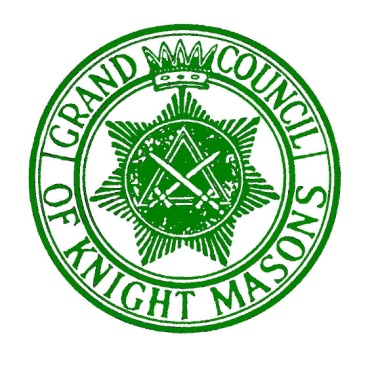 GRAND COUNCIL
OF KNIGHT MASONS